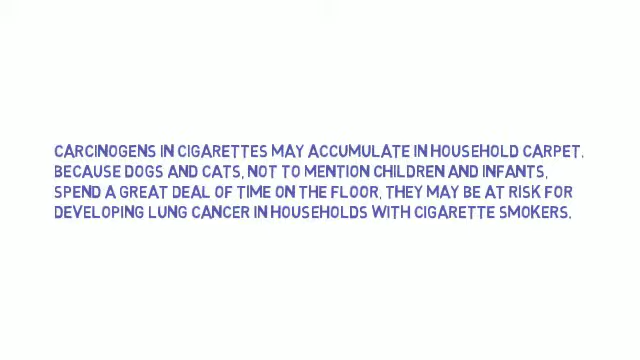 CARCINOGENS IN CIGARETTES MAY ACCUMULATE IN HOUSEHOLD CARPET.
BECAUSE DOGS AND CATS, NOT TO MENTION CHILDREN AND INFANTS,
SPEND A GREAT DEAL OF TIME ON THE FLOOR, THEY MAY BE AT RISK FOR
DEVELOPING LUNG CANCER IN HOUSEHOLDS WITH CIGARETTE SMOKERS.